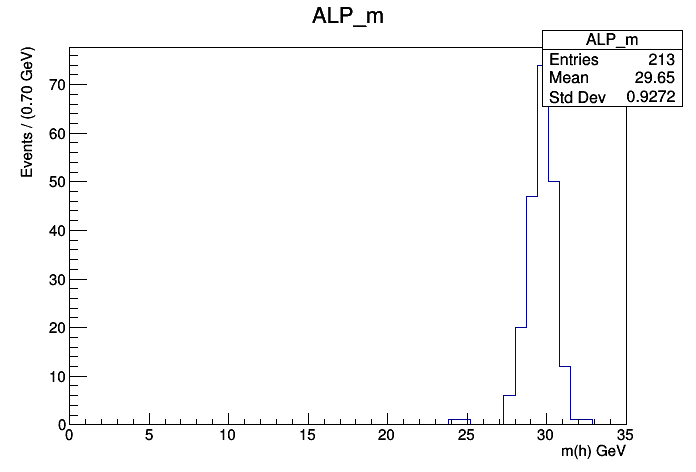 ALP_m
ALP_m
Entries 213
Mean 29.65
Std Dev 0.9272
Events / (0.70 GeV)
70
60
50
40
30
20
10
0
0 5 10 15 20 25 30 35
m(h) GeV